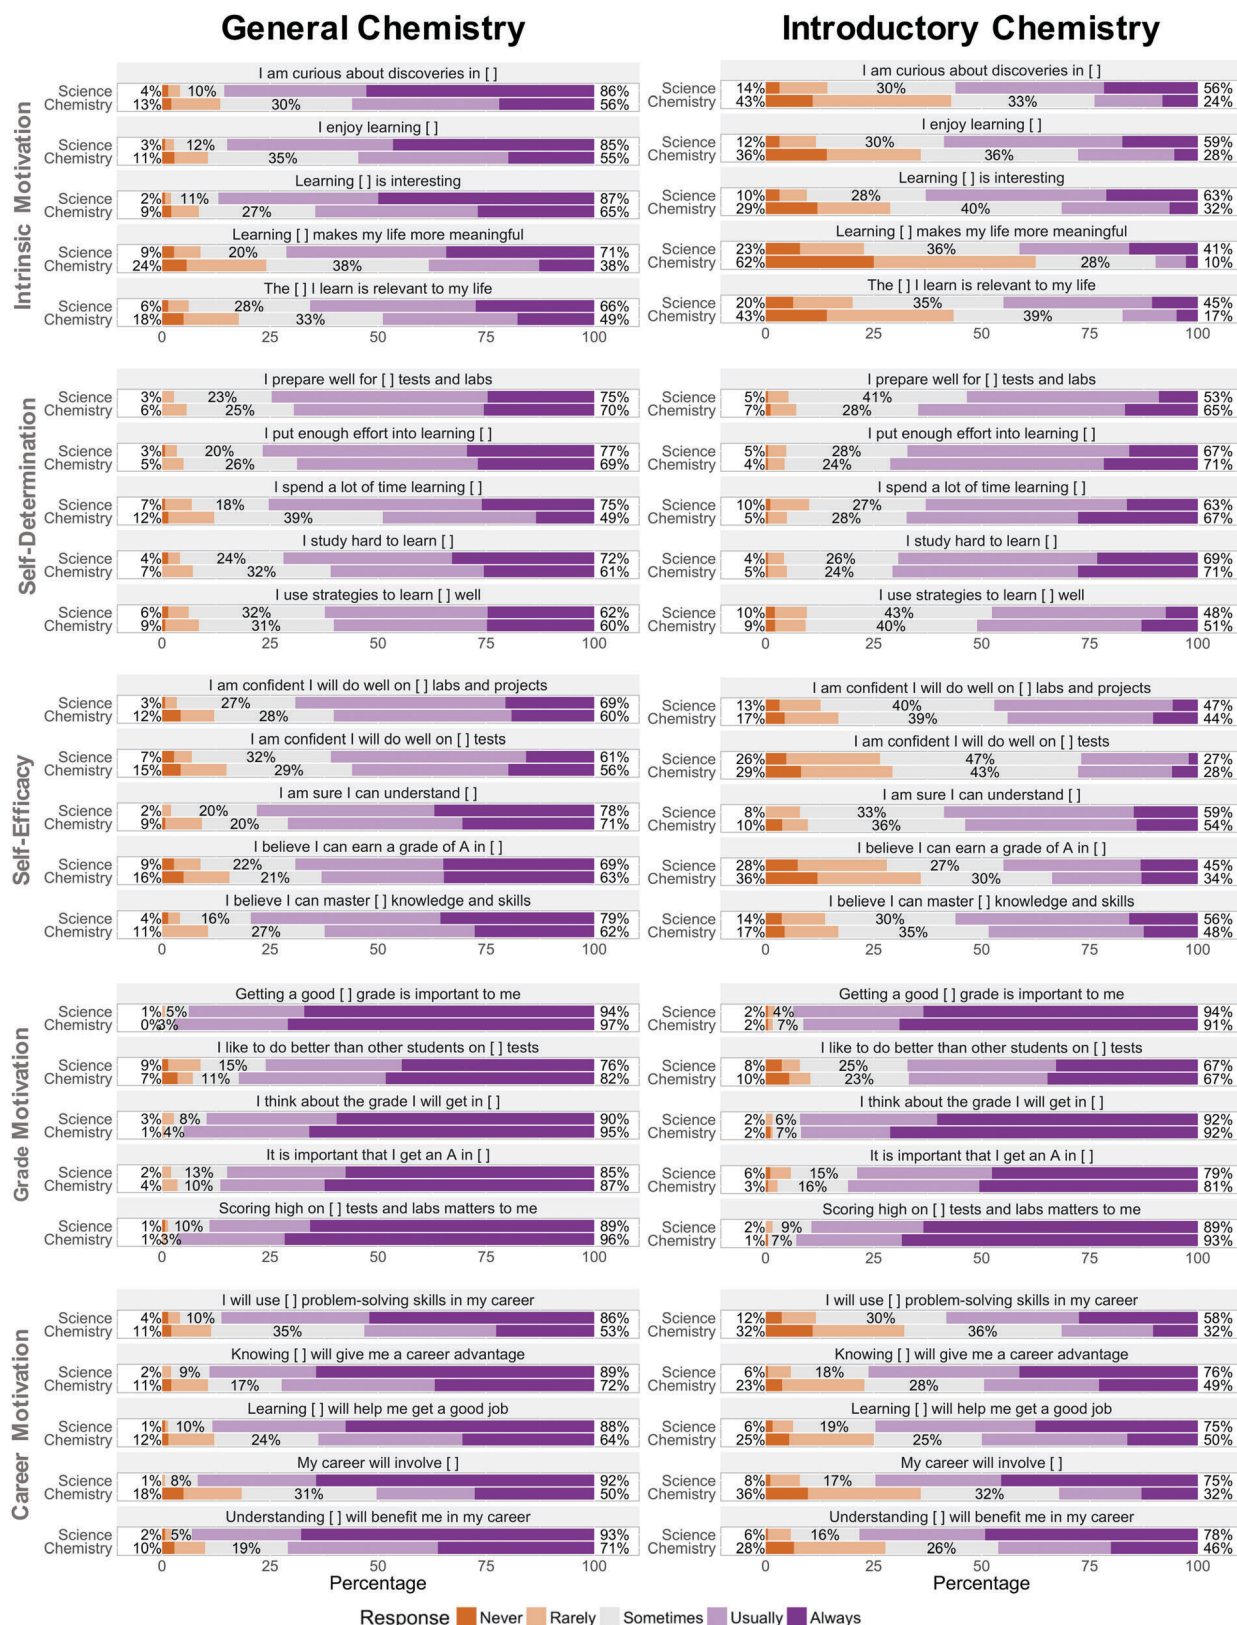 General Chemistry
Introductory Chemistry
Intrinsic Motivation
I am curious about discoveries in [ ]
Science 4% 10% 86%
Chemistry 13% 30% 56%
I enjoy learning [ ]
Science 3% 12% 85%
Chemistry 11% 35% 55%
Learning [ ] is interesting
Science 2% 11% 87%
Chemistry 9% 27% 65%
Learning [ ] makes my life more meaningful
Science 9% 20% 71%
Chemistry 24% 38% 38%
The [ ] I learn is relevant to my life
Science 6% 28% 66%
Chemistry 18% 33% 49%
0 25 50 75 100
I am curious about discoveries in [ ]
Science 14% 30% 56%
Chemistry 43% 33% 24%
I enjoy learning [ ]
Science 12% 30% 59%
Chemistry 36% 36% 28%
Learning [ ] is interesting
Science 10% 28% 63%
Chemistry 29% 40% 32%
Learning [ ] makes my life more meaningful
Science 23% 36% 41%
Chemistry 62% 28% 10%
The [ ] I learn is relevant to my life
Science 20% 35% 45%
Chemistry 43% 39% 17%
0 25 50 75 100
Self-Determination
I prepare well for [ ] tests and labs
Science 3% 23% 75%
Chemistry 6% 25% 70%
I put enough effort into learning [ ]
Science 3% 20% 77%
Chemistry 5% 26% 69%
I spend a lot of time learning [ ]
Science 7% 18% 75%
Chemistry 12% 39% 49%
I study hard to learn [ ]
Science 4% 24% 72%
Chemistry 7% 32% 61%
I use strategies to learn [ ] well
Science 6% 32% 62%
Chemistry 9% 31% 60%
0 25 50 75 100
I prepare well for [ ] tests and labs
Science 5% 41% 53%
Chemistry 7% 28% 65%
I put enough effort into learning [ ]
Science 5% 28% 67%
Chemistry 4% 24% 71%
I spend a lot of time learning [ ]
Science 10% 27% 63%
Chemistry 5% 28% 67%
I study hard to learn [ ]
Science 4% 26% 69%
Chemistry 5% 24% 71%
I use strategies to learn [ ] well
Science 10% 43% 48%
Chemistry 9% 40% 51%
0 25 50 75 100
Self-Efficacy
I am confident I will do well on [ ] labs and projects
Science 3% 27% 69%
Chemistry 12% 28% 60%
I am confident I will do well on [ ] tests
Science 7% 32% 61%
Chemistry 15% 29% 56%
I am sure I can understand [ ]
Science 2% 20% 78%
Chemistry 9% 20% 71%
I believe I can earn a grade of A in [ ]
Science 9% 22% 69%
Chemistry 16% 21% 63%
I believe I can master [ ] knowledge and skills
Science 4% 16% 79%
Chemistry 11% 27% 62%
0 25 50 75 100
I am confident I will do well on [ ] labs and projects
Science 13% 40% 47%
Chemistry 17% 39% 44%
I am confident I will do well on [ ] tests
Science 26% 47% 27%
Chemistry 29% 43% 28%
I am sure I can understand [ ]
Science 8% 33% 59%
Chemistry 10% 36% 54%
I believe I can earn a grade of A in [ ]
Science 28% 27% 45%
Chemistry 36% 30% 34%
I believe I can master [ ] knowledge and skills
Science 14% 30% 56%
Chemistry 17% 35% 48%
0 25 50 75 100
Grade Motivation
Getting a good [ ] grade is important to me
Science 1% 5% 94%
Chemistry 0% 3% 97%
I like to do better than other students on [ ] tests
Science 9% 15% 76%
Chemistry 7% 11% 82%
I think about the grade I will get in [ ]
Science 3% 8% 90%
Chemistry 1% 4% 95%
It is important that I get an A in [ ]
Science 2% 13% 85%
Chemistry 4% 10% 87%
Scoring high on [ ] tests and labs matters to me
Science 1% 10% 89%
Chemistry 1% 3% 96%
0 25 50 75 100
Getting a good [ ] grade is important to me
Science 2% 4% 94%
Chemistry 2% 7% 91%
I like to do better than other students on [ ] tests
Science 8% 25% 67%
Chemistry 10% 23% 67%
I think about the grade I will get in [ ]
Science 2% 6% 92%
Chemistry 2% 7% 92%
It is important that I get an A in [ ]
Science 6% 15% 79%
Chemistry 3% 16% 81%
Scoring high on [ ] tests and labs matters to me
Science 2% 9% 89%
Chemistry 1% 7% 93%
0 25 50 75 100
Career Motivation
I will use [ ] problem-solving skills in my career
Science 4% 10% 86%
Chemistry 11% 35% 53%
Knowing [ ] will give me a career advantage
Science 2% 9% 89%
Chemistry 11% 17% 72%
Learning [ ] will help me get a good job
Science 1% 10% 88%
Chemistry 12% 24% 64%
My career will involve [ ]
Science 1% 8% 92%
Chemistry 18% 31% 50%
Understanding [ ] will benefit me in my career
Science 2% 5% 93%
Chemistry 10% 19% 71%
0 25 50 75 100
Percentage
I will use [ ] problem-solving skills in my career
Science 12% 30% 58%
Chemistry 32% 36% 32%
Knowing [ ] will give me a career advantage
Science 6% 18% 76%
Chemistry 23% 28% 49%
Learning [ ] will help me get a good job
Science 6% 19% 75%
Chemistry 25% 25% 50%
My career will involve [ ]
Science 8% 17% 75%
Chemistry 36% 32% 32%
Understanding [ ] will benefit me in my career
Science 6% 16% 78%
Chemistry 28% 26% 46%
0 25 50 75 100
Percentage
Response Never Rarely Sometimes Usually Always